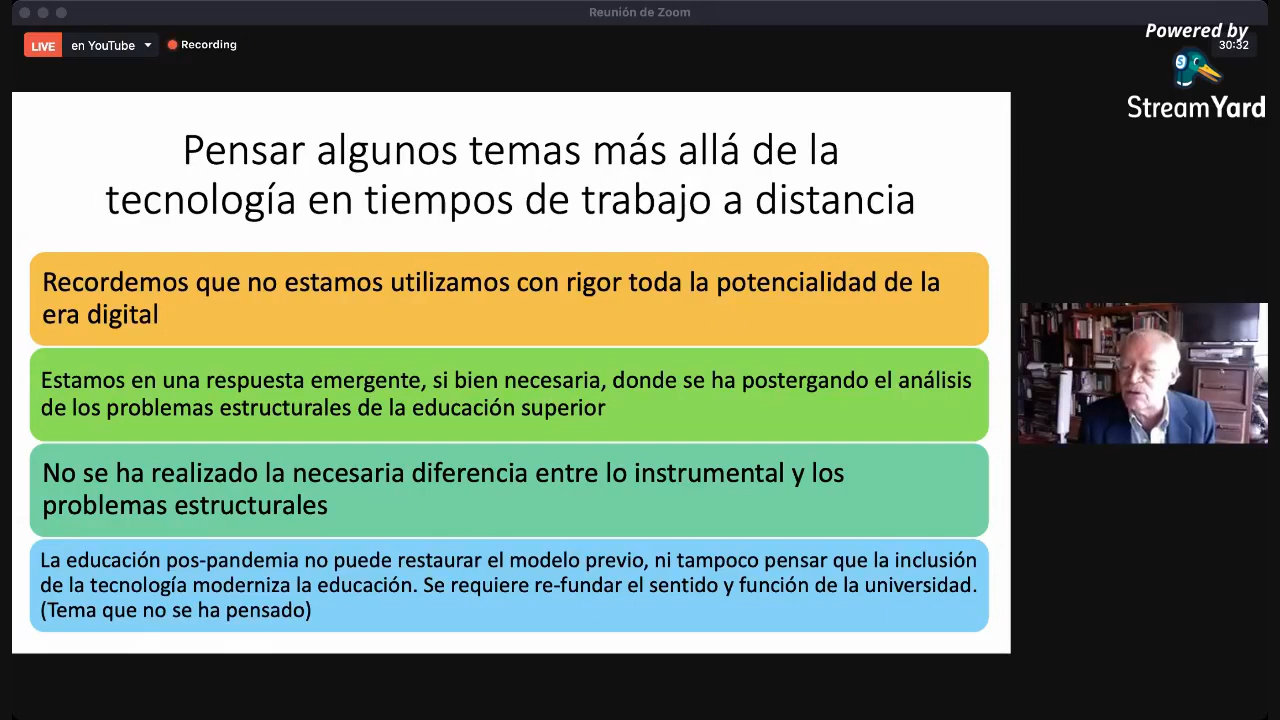 Reunión de Zoom
LIVE en YouTube Recording
Powered by
30:32
StreamYard
Pensar algunos temas más allá de la
tecnología en tiempos de trabajo a distancia
Recordemos que no estamos utilizamos con rigor toda la potencialidad de la
era digital
Estamos en una respuesta emergente, si bien necesaria, donde se ha postergando el análisis
de los problemas estructurales de la educación superior
No se ha realizado la necesaria diferencia entre lo instrumental y los
problemas estructurales
La educación pos-pandemia no puede restaurar el modelo previo, ni tampoco pensar que la inclusión
de la tecnología moderniza la educación. Se requiere re-fundar el sentido y función de la universidad.
(Tema que no se ha pensado)